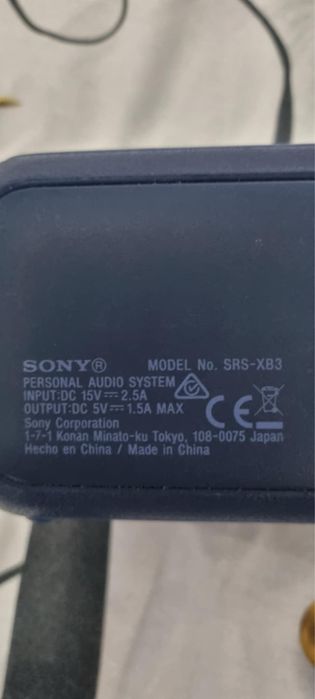 SONY® MODEL No. SRS-XB3
PERSONAL AUDIO SYSTEM
INPUT:DC 15V⎓2.5A
OUTPUT:DC 5V⎓1.5A MAX
Sony Corporation
1-7-1 Konan Minato-ku Tokyo, 108-0075 Japan
Hecho en China / Made in China